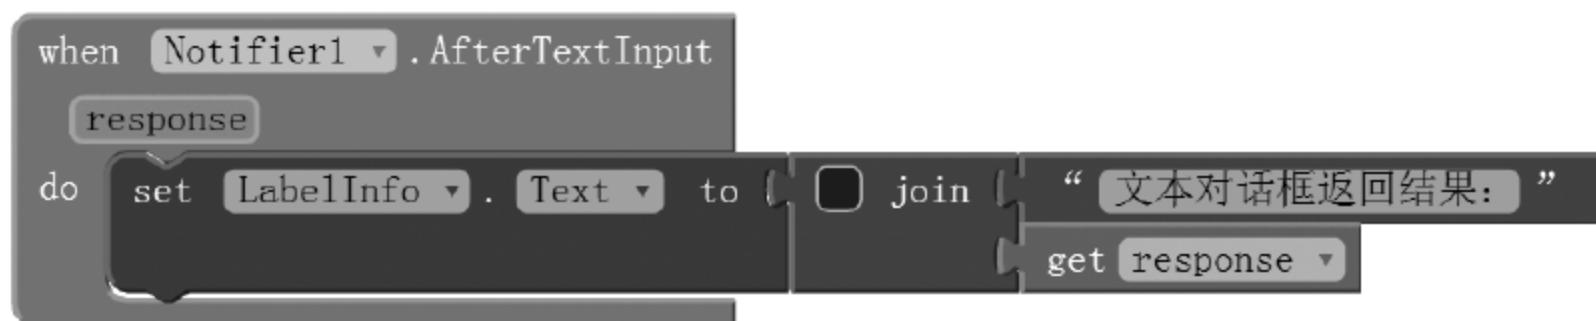 when Notifier1 .AfterTextInput
response
do set LabelInfo . Text to join “ 文本对话框返回结果： ”
get response